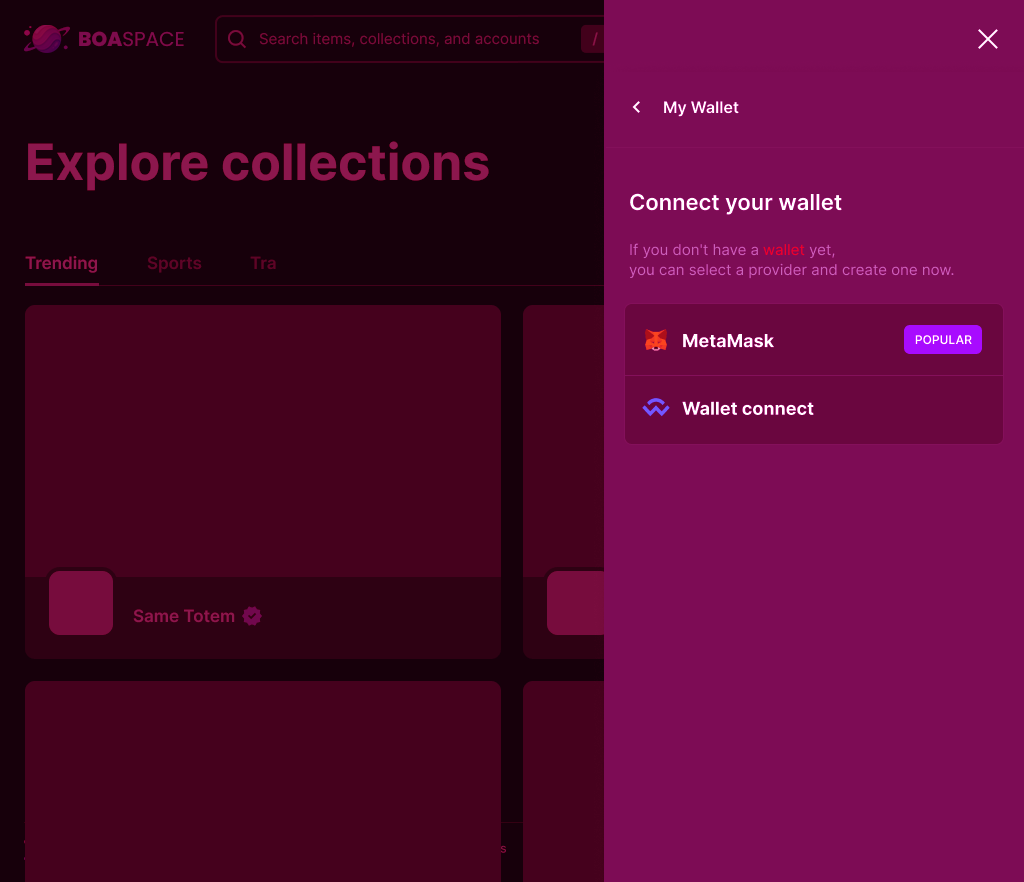 BOASPACE
Search items, collections, and accounts
/
My Wallet
Explore collections
Connect your wallet
If you don't have a wallet yet,
you can select a provider and create one now.
Trending
Sports
Tra
MetaMask
POPULAR
Wallet connect
Same Totem
s